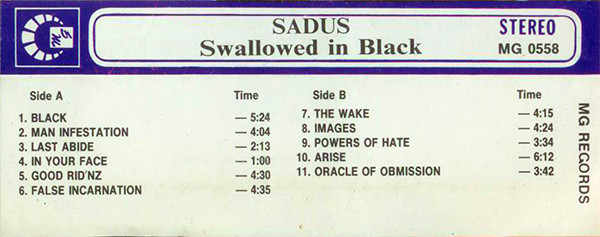 SADUS
Swallowed in Black
STEREO
MG 0558
Side A Time
1. BLACK — 5:24
2. MAN INFESTATION — 4:04
3. LAST ABIDE — 2:13
4. IN YOUR FACE — 1:00
5. GOOD RID'NZ — 4:30
6. FALSE INCARNATION — 4:35
Side B Time
7. THE WAKE — 4:15
8. IMAGES — 4:24
9. POWERS OF HATE — 3:34
10. ARISE — 6:12
11. ORACLE OF OBMISSION — 3:42
MG RECORDS